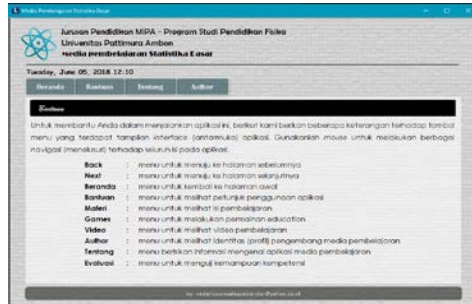 Media Pembelajaran Statistika Dasar
Jurusan Pendidikan MIPA - Program Studi Pendidikan Fisika
Universitas Pattimura Ambon
Media pembelajaran Statistika Dasar
Tuesday, June 05, 2018 12:10
Beranda Bantuan Tentang Author
Bantuan
Untuk membantu Anda dalam menjalankan aplikasi ini, berikut kami berikan beberapa keterangan terhadap tombol
menu yang terdapat tampilan interface (antarmuka) aplikasi. Gunakanlah mouse untuk melakukan berbagai
navigasi (menelusuri) terhadap seluruh isi pada aplikasi.
Back : menu untuk menuju ke halaman sebelumnya
Next : menu untuk menuju ke halaman selanjutnya
Beranda : menu untuk kembali ke halaman awal
Bantuan : menu untuk melihat petunjuk penggunaan aplikasi
Materi : menu untuk melihat isi pembelajaran
Games : menu untuk melakukan permainan education
Video : menu untuk melihat video pembelajaran
Author : menu untuk melihat identitas (profil) pengembang media pembelajaran
Tentang : menu berisikan informasi mengenai aplikasi media pembelajaran
Evaluasi : menu untuk menguji kemampuan kompetensi